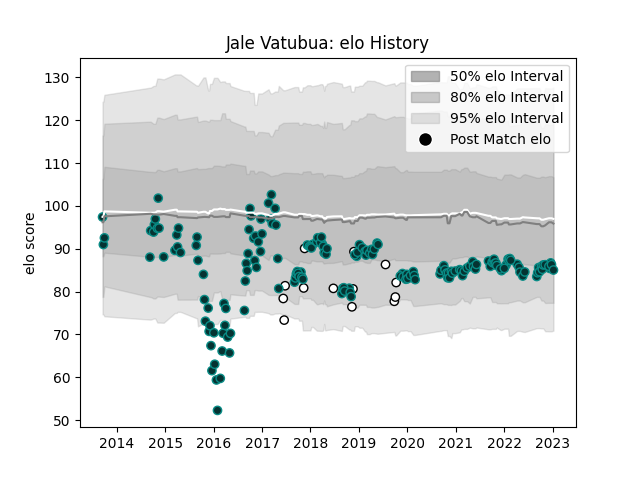 Jale Vatubua: elo History
elo score
130
120
110
100
90
80
70
60
50
50% elo Interval
80% elo Interval
95% elo Interval
Post Match elo
2014 2015 2016 2017 2018 2019 2020 2021 2022 2023